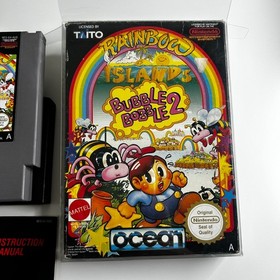 LICENSED BY
TAITO
RAINBOW
ISLANDS
BUBBLE
BOBBLE 2
Nintendo
MATTEL
ocean
Original
Nintendo
Seal of
Quality
A
A
INSTRUCTION
MANUAL